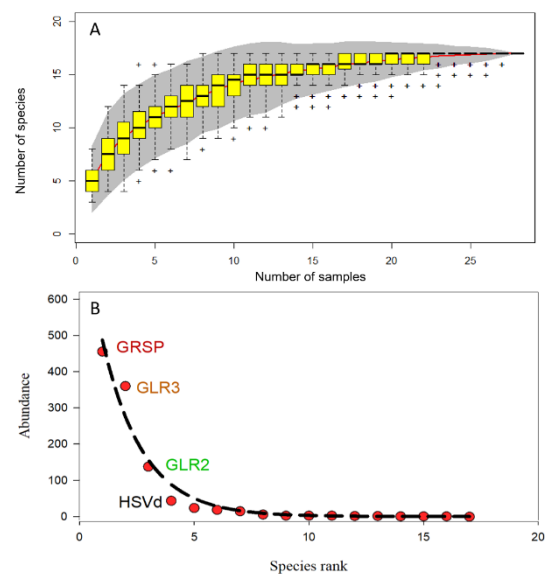 A
Number of species
20
15
10
5
0
0 5 10 15 20 25
Number of samples
B
Abundance
600
500
400
300
200
100
0
GRSP
GLR3
GLR2
HSVd
0 5 10 15 20
Species rank